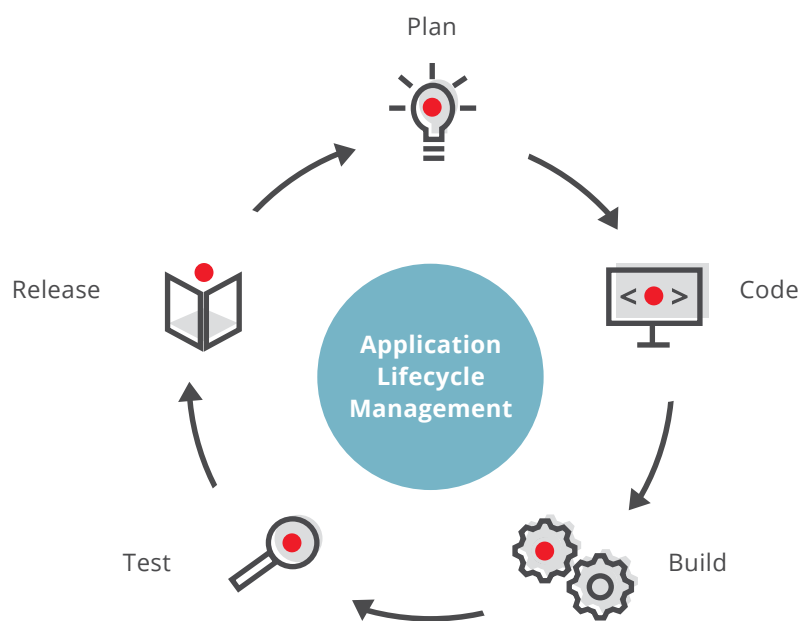 Plan
Release
< >
Code
Application
Lifecycle
Management
Test
Build